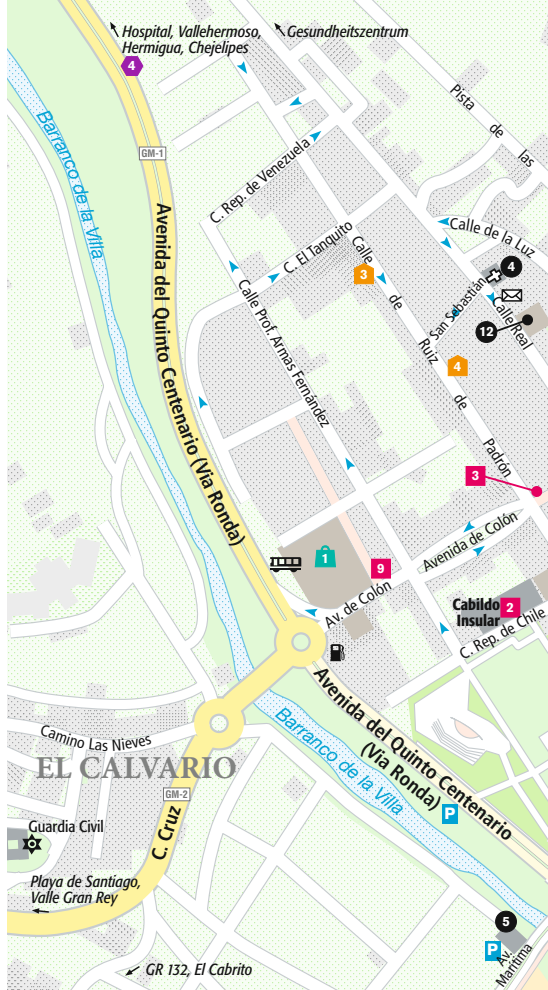 Hospital, Vallehermoso,
Hermigua, Chejelipes
Gesundheitszentrum
4
Pista de las
Barranco de la Villa
GM-1
C. Rep. de Venezuela
Avenida del Quinto Centenario (Via Ronda)
Calle de la Luz
C. El Tanquito
4
3
Calle de Ruiz de Padrón
San Sebastián
Calle Real
12
Calle Prof. Armas Fernández
4
3
Avenida de Colón
1
9
Cabildo
Insular
2
Av. de Colón
C. Rep. de Chile
Avenida del Quinto Centenario
(Via Ronda)
Barranco de la Villa
Camino Las Nieves
EL CALVARIO
GM-2
P
C. Cruz
Guardia Civil
Playa de Santiago,
Valle Gran Rey
5
P
Av.
Marítima
GR 132, El Cabrito